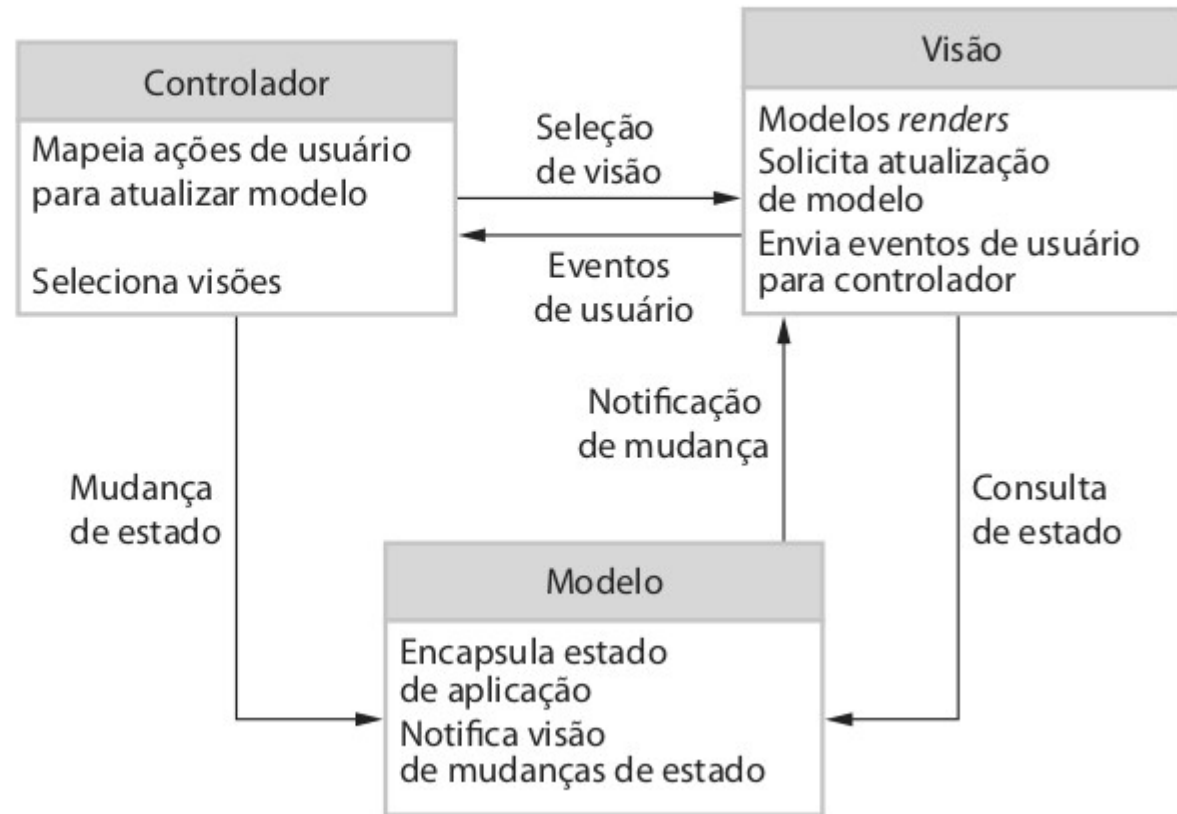 Controlador
Mapeia ações de usuário
para atualizar modelo
Seleciona visões
Seleção
de visão
Eventos
de usuário
Visão
Modelos renders
Solicita atualização
de modelo
Envia eventos de usuário
para controlador
Mudança
de estado
Notificação
de mudança
Consulta
de estado
Modelo
Encapsula estado
de aplicação
Notifica visão
de mudanças de estado